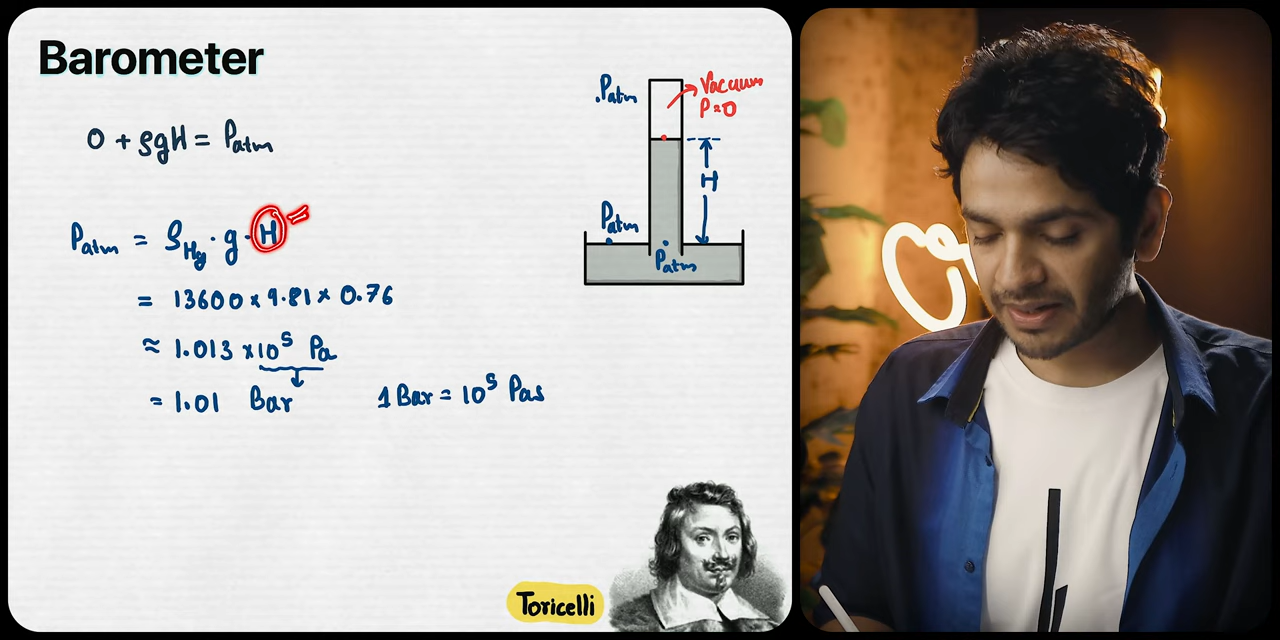 Barometer
0 + ρgH = Patm
Patm = ρHg · g · H
= 13600 × 9.81 × 0.76
≈ 1.013 × 10⁵ Pa
= 1.01 Bar
1 Bar = 10⁵ Pas
.Patm
Vacuum
P=0
H
Patm
Patm
Toricelli